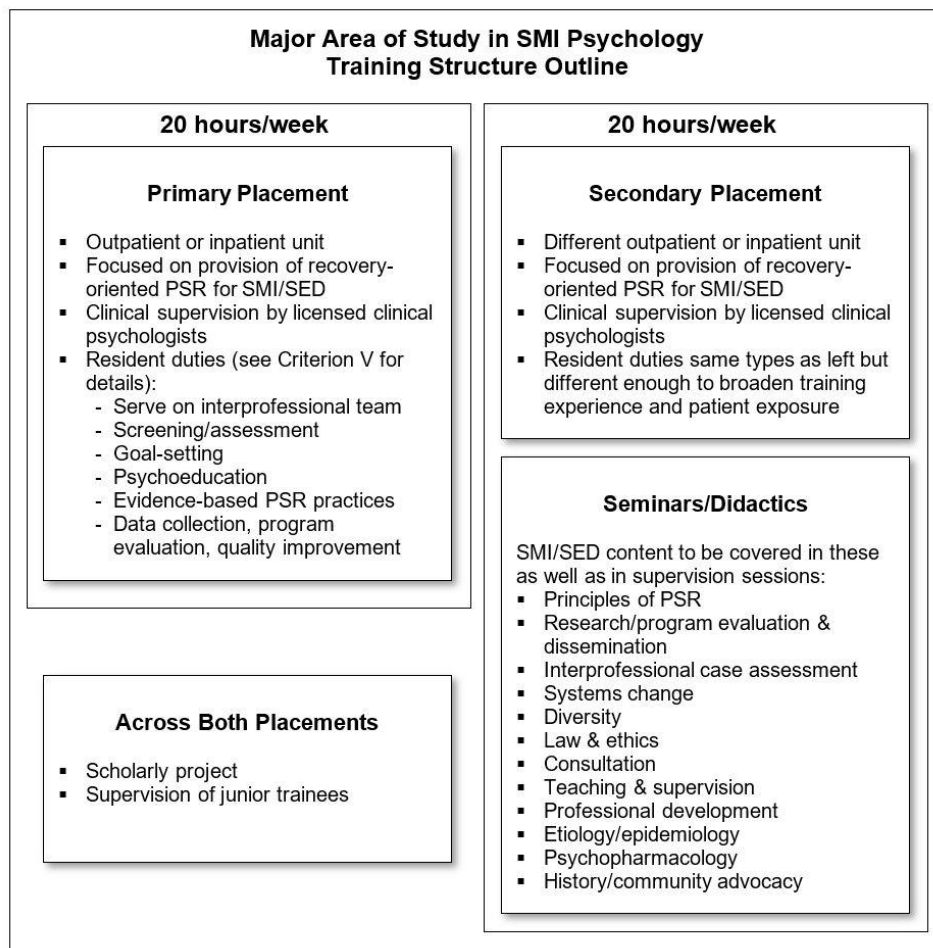 Major Area of Study in SMI Psychology
Training Structure Outline
20 hours/week
Primary Placement
▪ Outpatient or inpatient unit
▪ Focused on provision of recovery-
oriented PSR for SMI/SED
▪ Clinical supervision by licensed clinical
psychologists
▪ Resident duties (see Criterion V for
details):
- Serve on interprofessional team
- Screening/assessment
- Goal-setting
- Psychoeducation
- Evidence-based PSR practices
- Data collection, program
evaluation, quality improvement
Across Both Placements
▪ Scholarly project
▪ Supervision of junior trainees
20 hours/week
Secondary Placement
▪ Different outpatient or inpatient unit
▪ Focused on provision of recovery-
oriented PSR for SMI/SED
▪ Clinical supervision by licensed clinical
psychologists
▪ Resident duties same types as left but
different enough to broaden training
experience and patient exposure
Seminars/Didactics
SMI/SED content to be covered in these
as well as in supervision sessions:
▪ Principles of PSR
▪ Research/program evaluation &
dissemination
▪ Interprofessional case assessment
▪ Systems change
▪ Diversity
▪ Law & ethics
▪ Consultation
▪ Teaching & supervision
▪ Professional development
▪ Etiology/epidemiology
▪ Psychopharmacology
▪ History/community advocacy